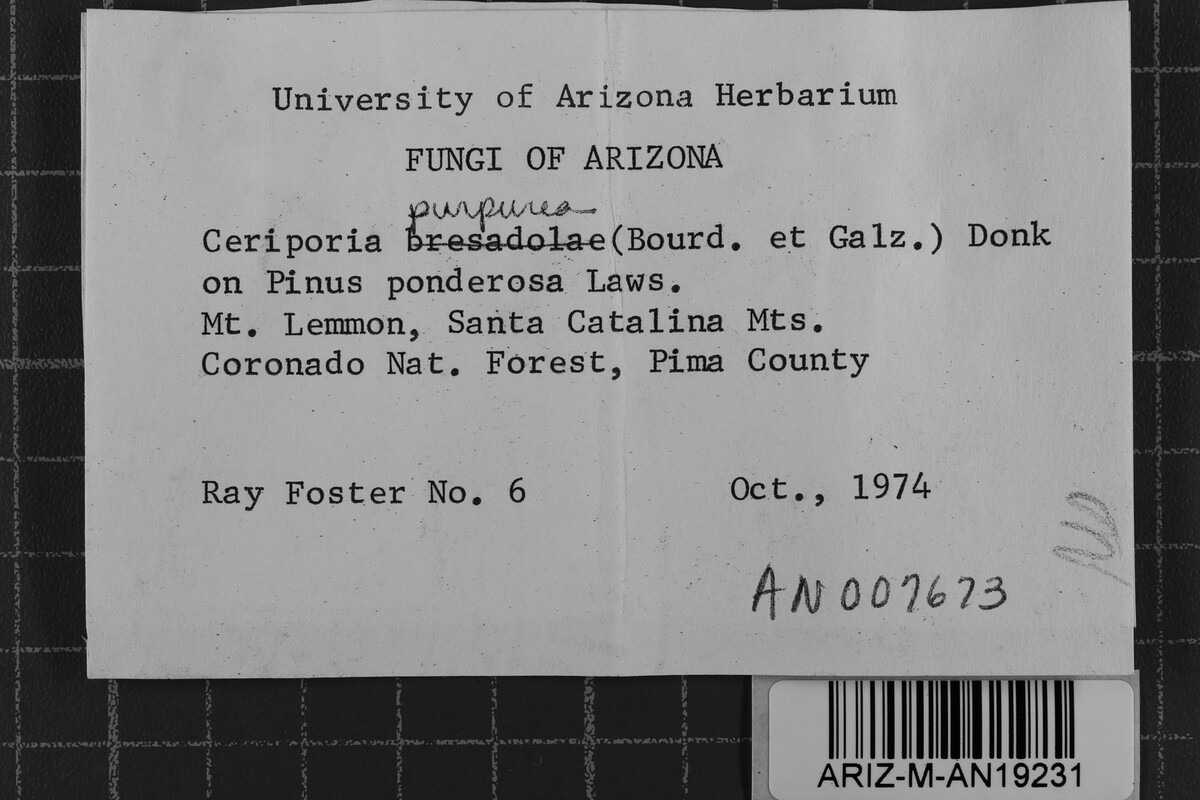 University of Arizona Herbarium
FUNGI OF ARIZONA
purpurea
Ceriporia bresadolae (Bourd. et Galz.) Donk
on Pinus ponderosa Laws.
Mt. Lemmon, Santa Catalina Mts.
Coronado Nat. Forest, Pima County
Ray Foster No. 6 Oct., 1974
AN007673
ARIZ-M-AN19231